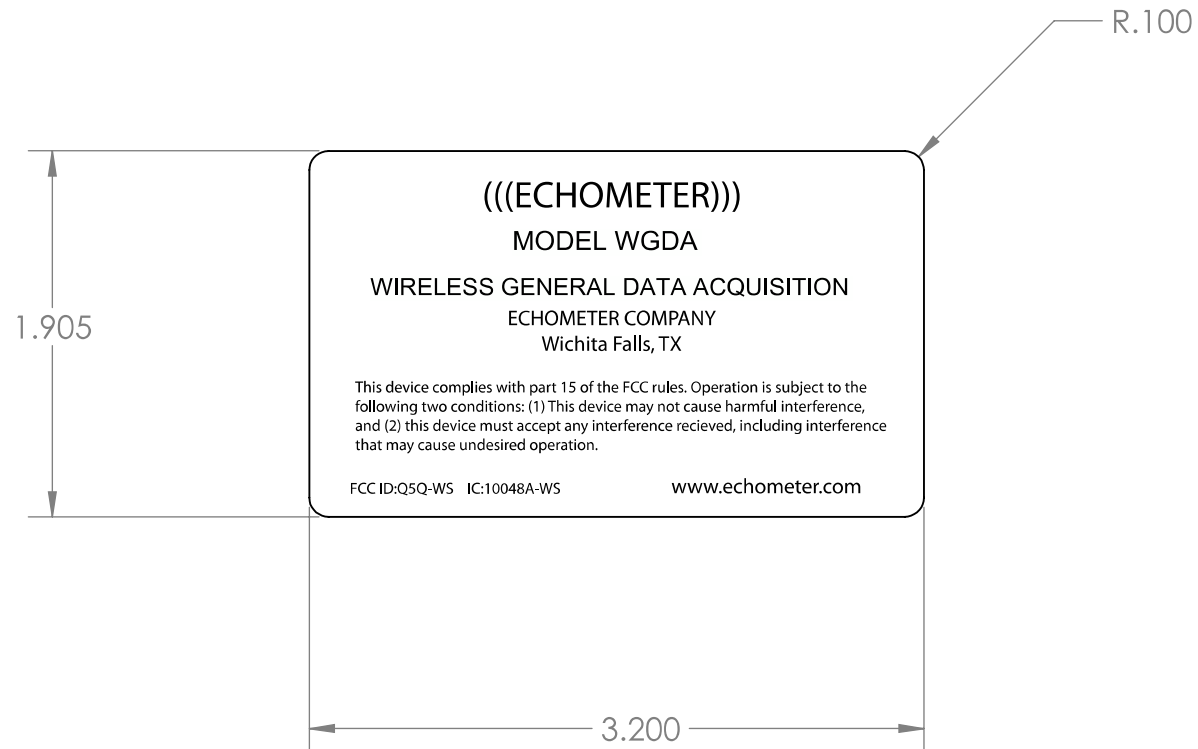 R.100
(((ECHOMETER)))
MODEL WGDA
WIRELESS GENERAL DATA ACQUISITION
ECHOMETER COMPANY
Wichita Falls, TX
1.905
This device complies with part 15 of the FCC rules. Operation is subject to the
following two conditions: (1) This device may not cause harmful interference,
and (2) this device must accept any interference recieved, including interference
that may cause undesired operation.
FCC ID:Q5Q-WS IC:10048A-WS www.echometer.com
3.200